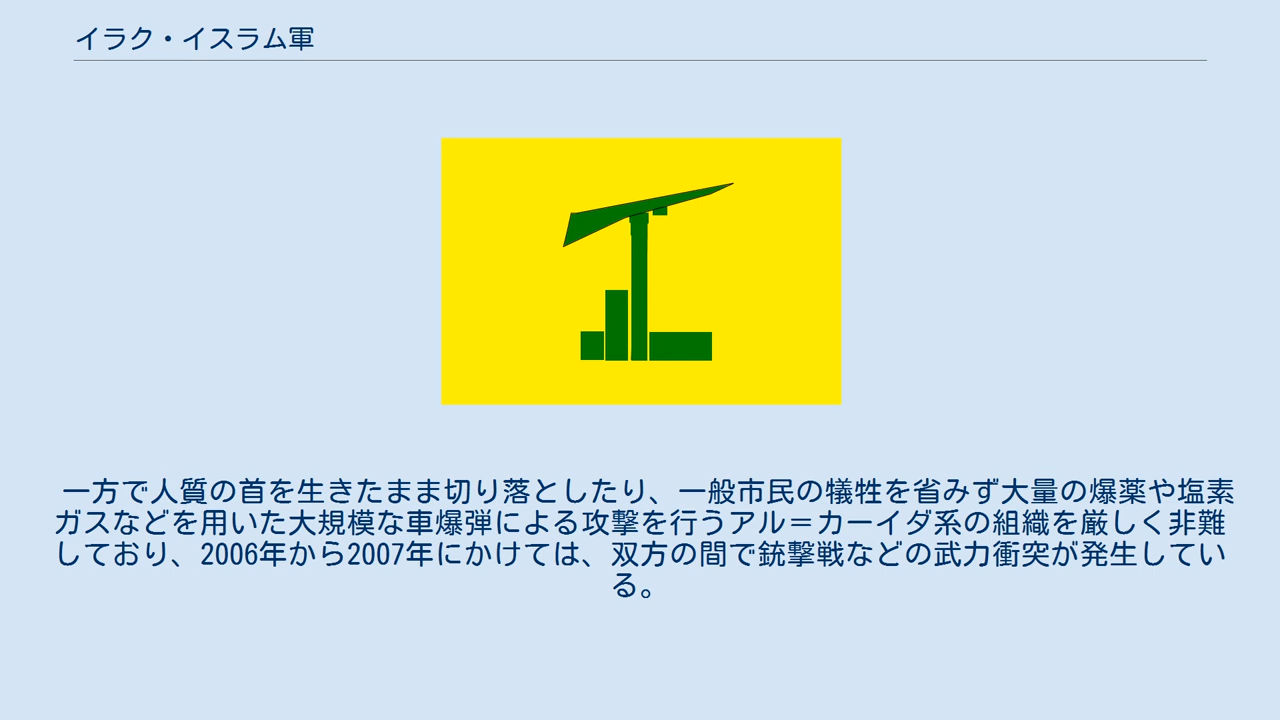 イラク・イスラム軍
一方で人質の首を生きたまま切り落としたり、一般市民の犠牲を省みず大量の爆薬や塩素
ガスなどを用いた大規模な車爆弾による攻撃を行うアル＝カーイダ系の組織を厳しく非難
しており、2006年から2007年にかけては、双方の間で銃撃戦などの武力衝突が発生してい
る。